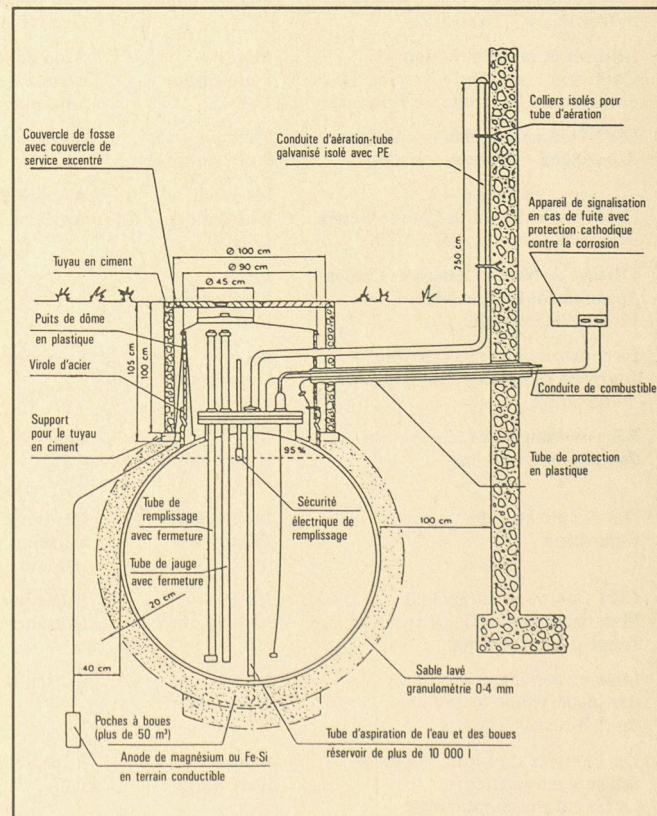 Couvercle de fosse
avec couvercle de
service excentré
Conduite d'aération-tube
galvanisé isolé avec PE
Colliers isolés pour
tube d'aération
Appareil de signalisation
en cas de fuite avec
protection cathodique
contre la corrosion
250 cm
Tuyau en ciment
Ø 100 cm
Ø 90 cm
Ø 45 cm
Puits de dôme
en plastique
Virole d'acier
105 cm
100 cm
Support
pour le tuyau
en ciment
Conduite de combustible
Tube de protection
en plastique
95 %
Tube de
remplissage
avec fermeture
Sécurité
électrique de
remplissage
Tube de jauge
avec fermeture
100 cm
20 cm
40 cm
Sable lavé
granulométrie 0-4 mm
Poches à boues
(plus de 50 m³)
Anode de magnésium ou Fe-Si
en terrain conductible
Tube d'aspiration de l'eau et des boues
réservoir de plus de 10 000 l